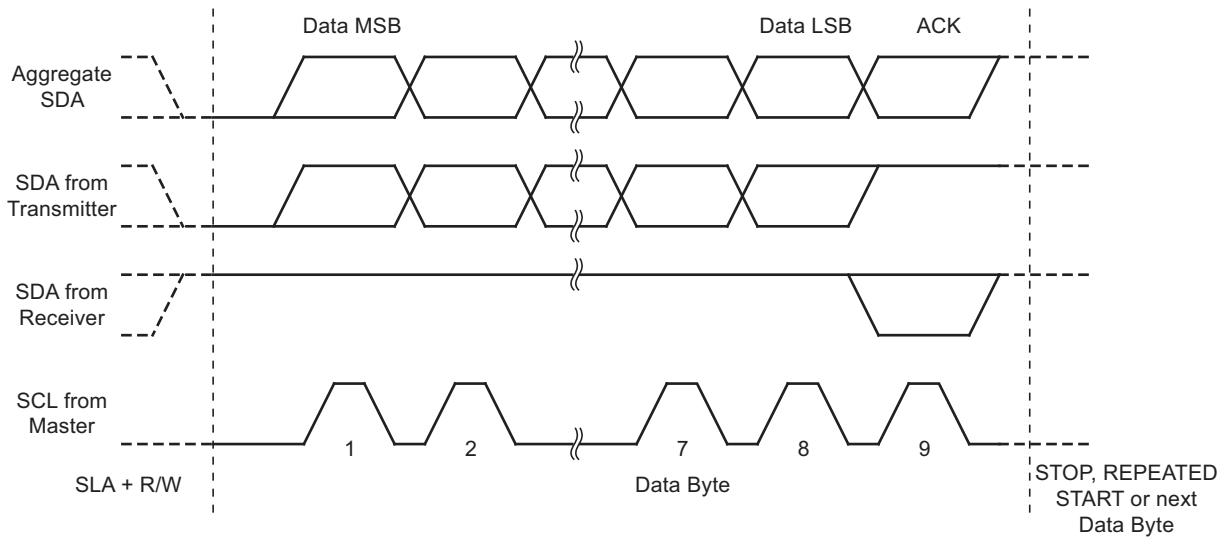 Data MSB
Data LSB
ACK
Aggregate
SDA
SDA from
Transmitter
SDA from
Receiver
SCL from
Master
1
2
7
8
9
SLA + R/W
Data Byte
STOP, REPEATED
START or next
Data Byte